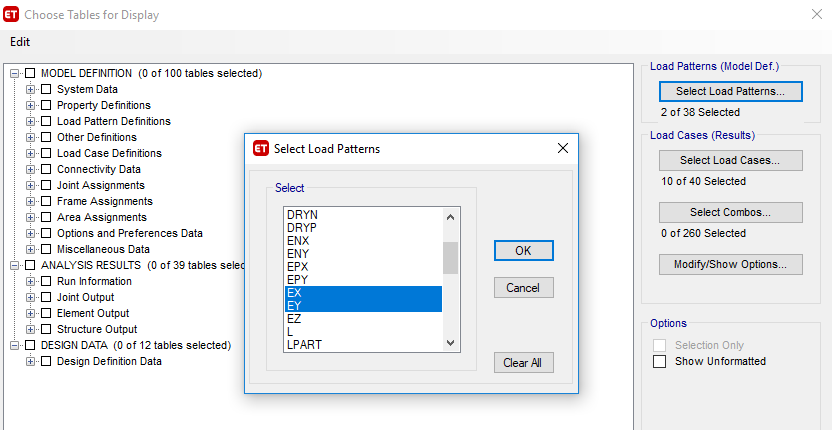 ET Choose Tables for Display
Edit
MODEL DEFINITION (0 of 100 tables selected)
System Data
Property Definitions
Load Pattern Definitions
Other Definitions
Load Case Definitions
Connectivity Data
Joint Assignments
Frame Assignments
Area Assignments
Options and Preferences Data
Miscellaneous Data
ANALYSIS RESULTS (0 of 39 tables selec
Run Information
Joint Output
Element Output
Structure Output
DESIGN DATA (0 of 12 tables selected)
Design Definition Data
ET Select Load Patterns
Select
DRYN
DRYP
ENX
ENY
EPX
EPY
EX
EY
EZ
L
LPART
OK
Cancel
Clear All
Load Patterns (Model Def.)
Select Load Patterns...
2 of 38 Selected
Load Cases (Results)
Select Load Cases...
10 of 40 Selected
Select Combos...
0 of 260 Selected
Modify/Show Options...
Options
Selection Only
Show Unformatted